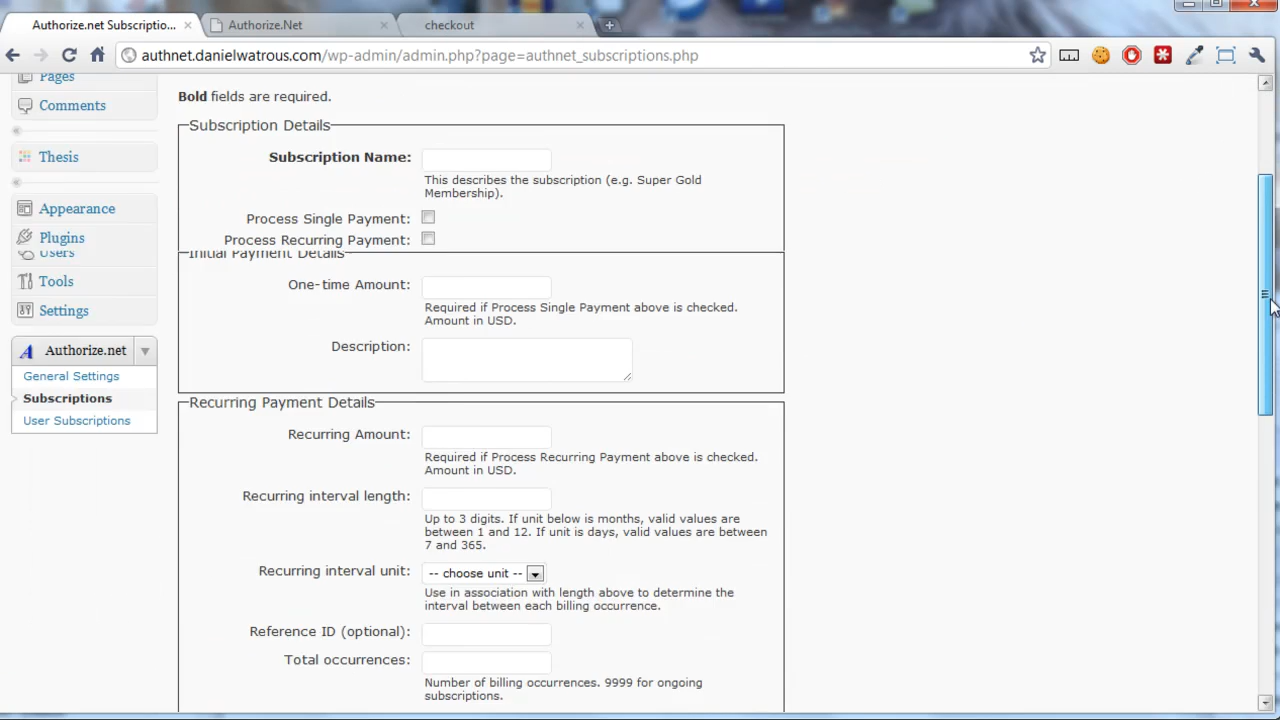 Authorize.net Subscriptio...
Authorize.Net
checkout
authnet.danielwatrous.com/wp-admin/admin.php?page=authnet_subscriptions.php
Pages
Comments
Thesis
Appearance
Plugins
Users
Tools
Settings
Authorize.net
General Settings
Subscriptions
User Subscriptions
Bold fields are required.
Subscription Details
Subscription Name:
This describes the subscription (e.g. Super Gold
Membership).
Process Single Payment:
Process Recurring Payment:
Initial Payment Details
One-time Amount:
Required if Process Single Payment above is checked.
Amount in USD.
Description:
Recurring Payment Details
Recurring Amount:
Required if Process Recurring Payment above is checked.
Amount in USD.
Recurring interval length:
Up to 3 digits. If unit below is months, valid values are
between 1 and 12. If unit is days, valid values are between
7 and 365.
Recurring interval unit:
-- choose unit --
Use in association with length above to determine the
interval between each billing occurrence.
Reference ID (optional):
Total occurrences:
Number of billing occurrences. 9999 for ongoing
subscriptions.